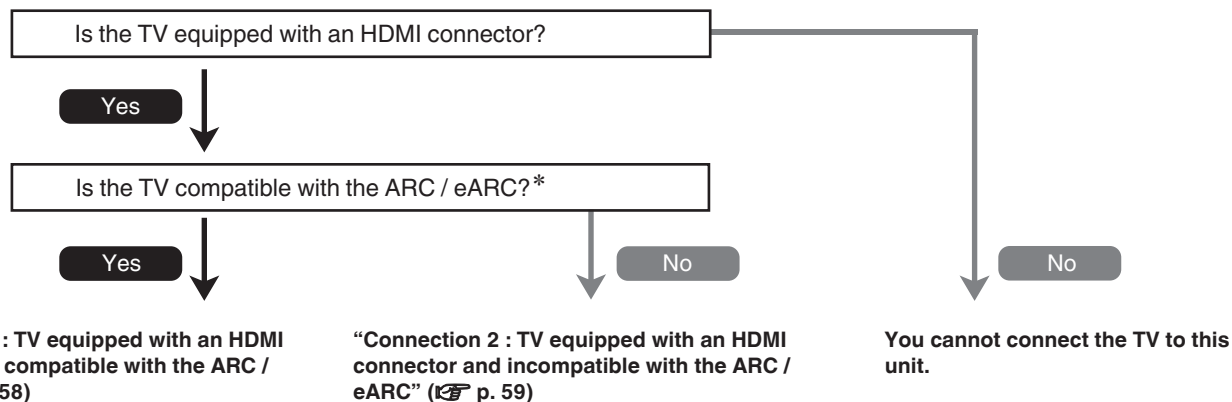 Is the TV equipped with an HDMI connector?
Yes
Is the TV compatible with the ARC / eARC?*
Yes
No
No
: TV equipped with an HDMI
compatible with the ARC /
58)
“Connection 2 : TV equipped with an HDMI
connector and incompatible with the ARC /
eARC” (☞ p. 59)
You cannot connect the TV to this
unit.